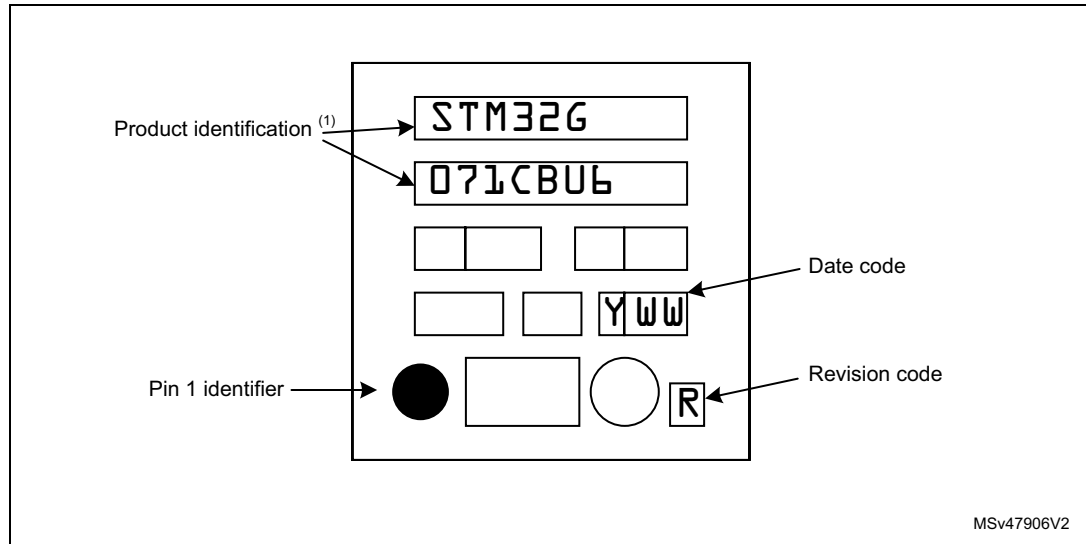 Product identification (1)
STM32G
071CBU6
Date code
Y WW
Pin 1 identifier
Revision code
R
MSv47906V2